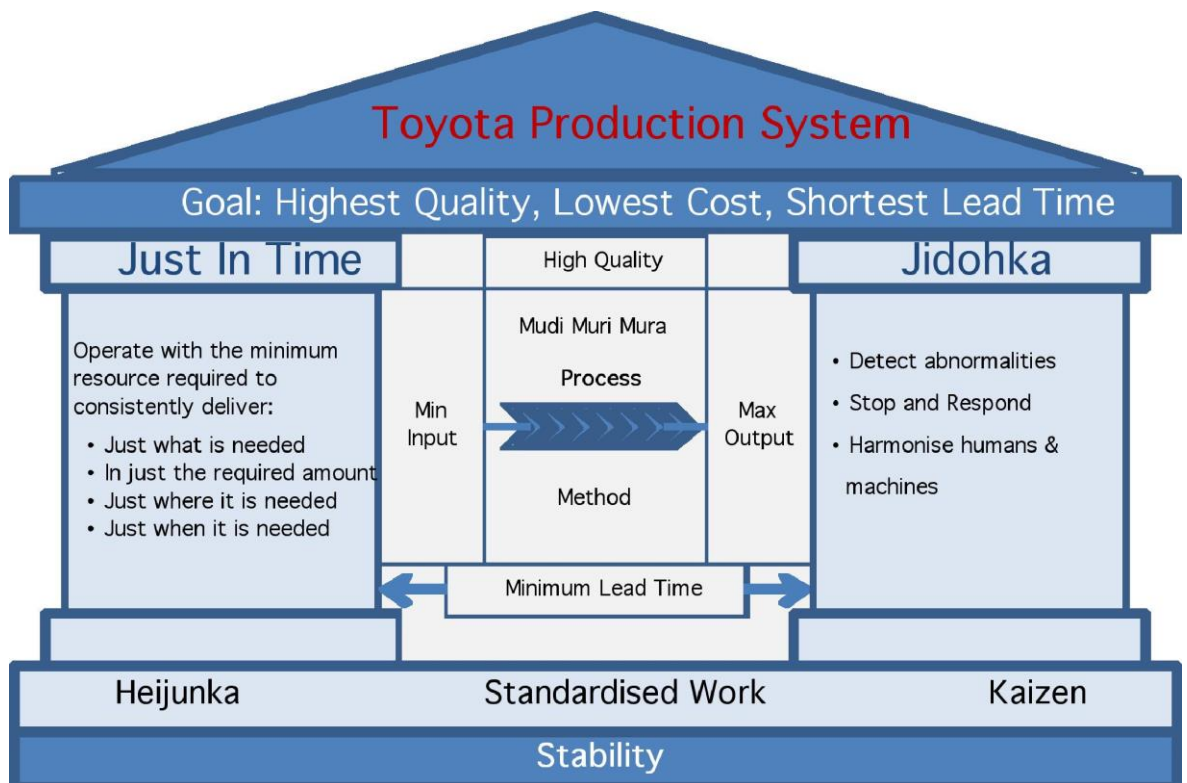 Toyota Production System
Goal: Highest Quality, Lowest Cost, Shortest Lead Time
Just In Time
High Quality
Jidohka
Operate with the minimum
resource required to
consistently deliver:
• Just what is needed
• In just the required amount
• Just where it is needed
• Just when it is needed
Min
Input
Mudi Muri Mura
Process
Method
Max
Output
• Detect abnormalities
• Stop and Respond
• Harmonise humans &
machines
Minimum Lead Time
Heijunka
Standardised Work
Kaizen
Stability